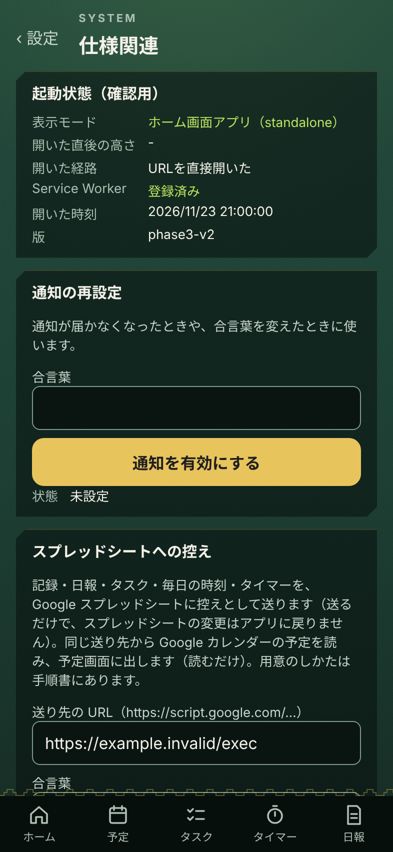 SYSTEM
‹ 設定
仕様関連
起動状態（確認用）
表示モード ホーム画面アプリ（standalone）
開いた直後の高さ -
開いた経路 URLを直接開いた
Service Worker 登録済み
開いた時刻 2026/11/23 21:00:00
版 phase3-v2
通知の再設定
通知が届かなくなったときや、合言葉を変えたときに使
います。
合言葉
通知を有効にする
状態 未設定
スプレッドシートへの控え
記録・日報・タスク・毎日の時刻・タイマーを、
Google スプレッドシートに控えとして送ります（送る
だけで、スプレッドシートの変更はアプリに戻りませ
ん）。同じ送り先から Google カレンダーの予定を読
み、予定画面に出します（読むだけ）。用意のしかたは
手順書にあります。
送り先の URL（https://script.google.com/...）
https://example.invalid/exec
合言葉
ホーム 予定 タスク タイマー 日報